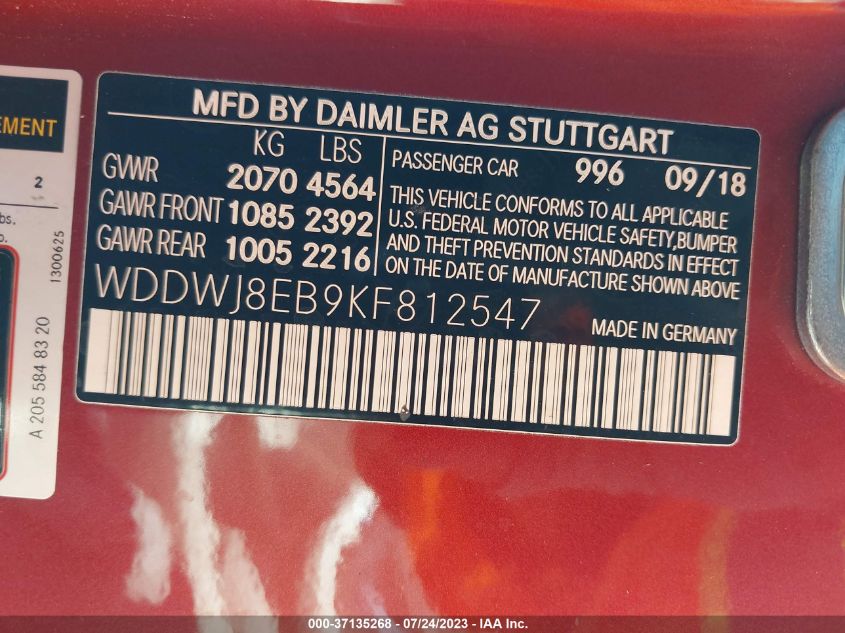 EMENT
2
bs.
b.
1300625
A 205 584 83 20
MFD BY DAIMLER AG STUTTGART
KG LBS
GVWR 2070 4564
GAWR FRONT 1085 2392
GAWR REAR 1005 2216
PASSENGER CAR 996 09/18
THIS VEHICLE CONFORMS TO ALL APPLICABLE
U.S. FEDERAL MOTOR VEHICLE SAFETY, BUMPER
AND THEFT PREVENTION STANDARDS IN EFFECT
ON THE DATE OF MANUFACTURE SHOWN ABOVE
WDDWJ8EB9KF812547
MADE IN GERMANY
000-37135268 - 07/24/2023 - IAA Inc.